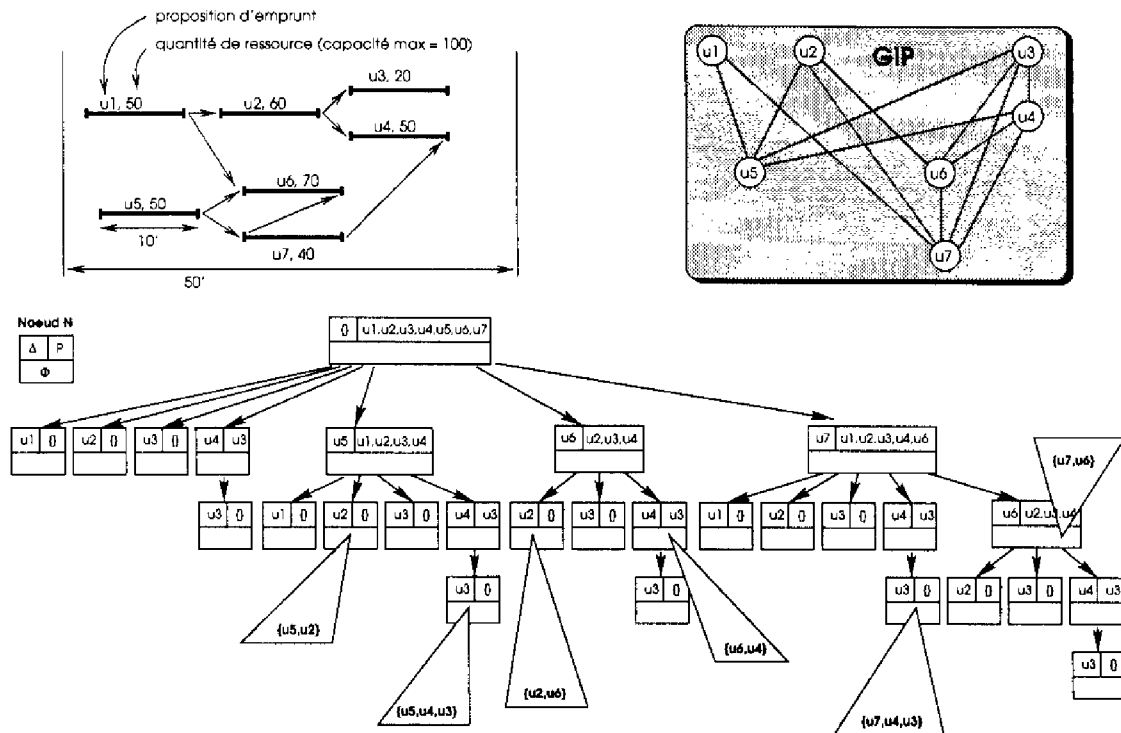 proposition d'emprunt
quantité de ressource (capacité max = 100)
u1, 50
u2, 60
u3, 20
u4, 50
u6, 70
u5, 50
10'
u7, 40
50'
GIP
u1
u2
u3
u4
u5
u6
u7
Noeud N
Δ P
Φ
{} u1,u2,u3,u4,u5,u6,u7
u1 {}
u2 {}
u3 {}
u4 u3
u5 u1,u2,u3,u4
u6 u2,u3,u4
u7 u1,u2,u3,u4,u6
{u7,u6}
u3 {}
u1 {}
u2 {}
u3 {}
u4 u3
u2 {}
u3 {}
u4 u3
u1 {}
u2 {}
u3 {}
u4 u3
u6 u2,u3,u4
u3 {}
u3 {}
u3 {}
u2 {}
u3 {}
u4 u3
{u5,u2}
{u6,u4}
u3 {}
{u2,u6}
{u5,u4,u3}
{u7,u4,u3}